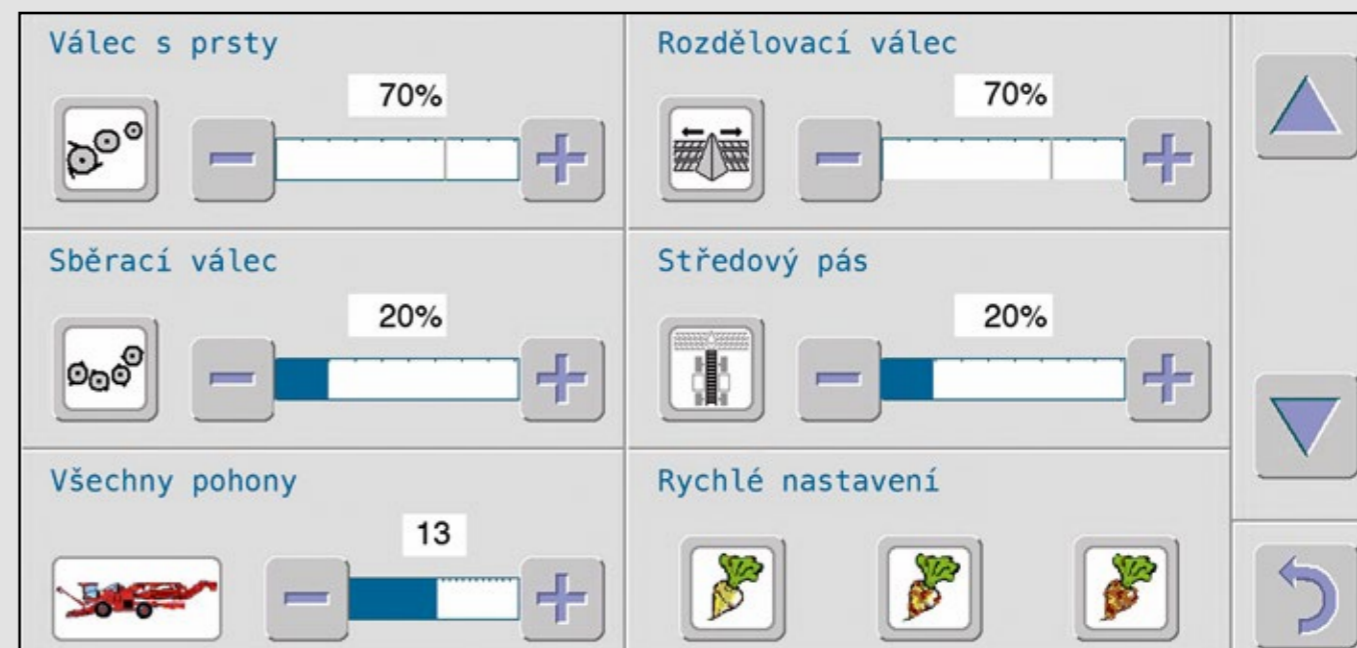 Válec s prsty
70%
Rozdělovací válec
70%
Sběrací válec
20%
Středový pás
20%
Všechny pohony
13
Rychlé nastavení